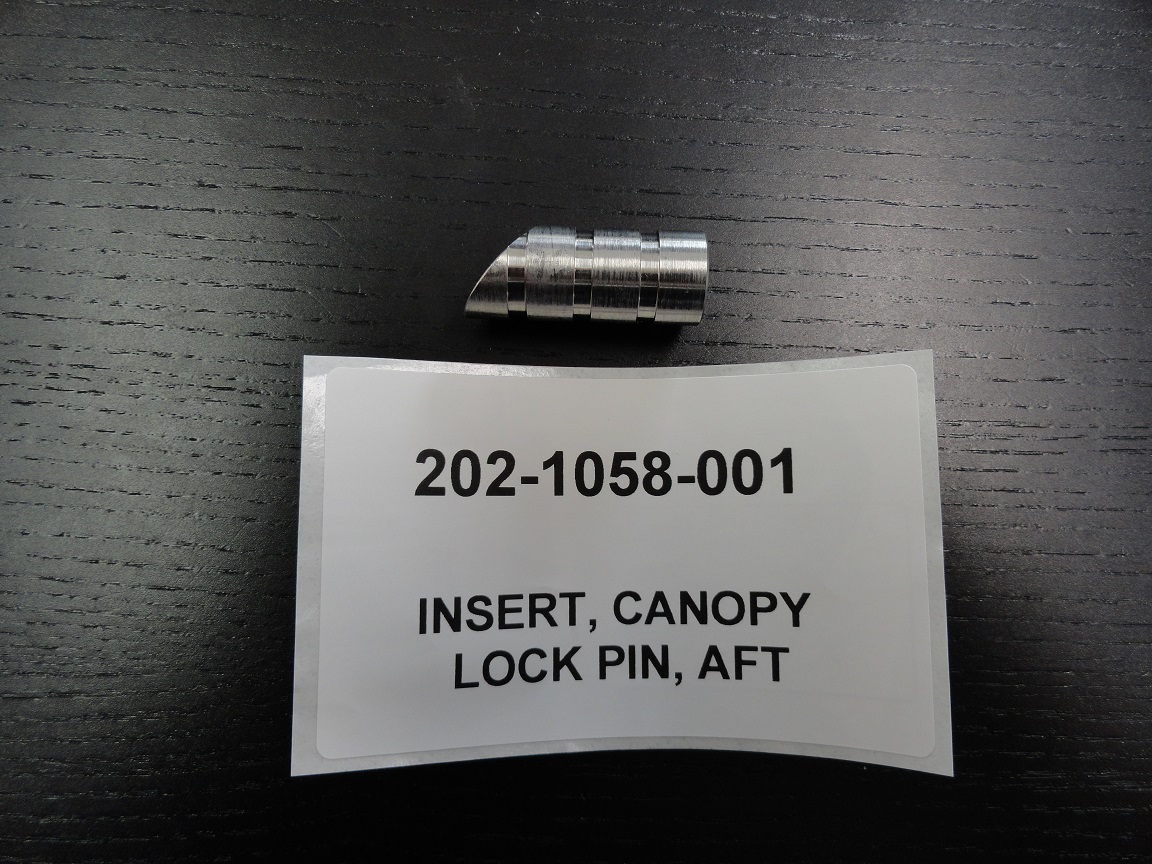 202-1058-001
INSERT, CANOPY
LOCK PIN, AFT